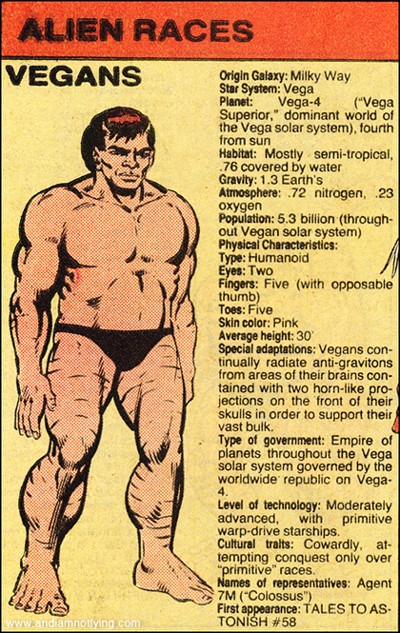 ALIEN RACES
VEGANS
Origin Galaxy: Milky Way
Star System: Vega
Planet: Vega-4 ("Vega
Superior," dominant world of
the Vega solar system), fourth
from sun
Habitat: Mostly semi-tropical,
.76 covered by water
Gravity: 1.3 Earth's
Atmosphere: .72 nitrogen, .23
oxygen
Population: 5.3 billion (through-
out Vegan solar system)
Physical Characteristics:
Type: Humanoid
Eyes: Two
Fingers: Five (with opposable
thumb)
Toes: Five
Skin color: Pink
Average height: 30'
Special adaptations: Vegans con-
tinually radiate anti-gravitons
from areas of their brains con-
tained with two horn-like pro-
jections on the front of their
skulls in order to support their
vast bulk.
Type of government: Empire of
planets throughout the Vega
solar system governed by the
worldwide republic on Vega-
4.
Level of technology: Moderately
advanced, with primitive
warp-drive starships.
Cultural traits: Cowardly, at-
tempting conquest only over
"primitive" races.
Names of representatives: Agent
7M ("Colossus")
First appearance: TALES TO AS-
TONISH #58
www.andiamnotlying.com